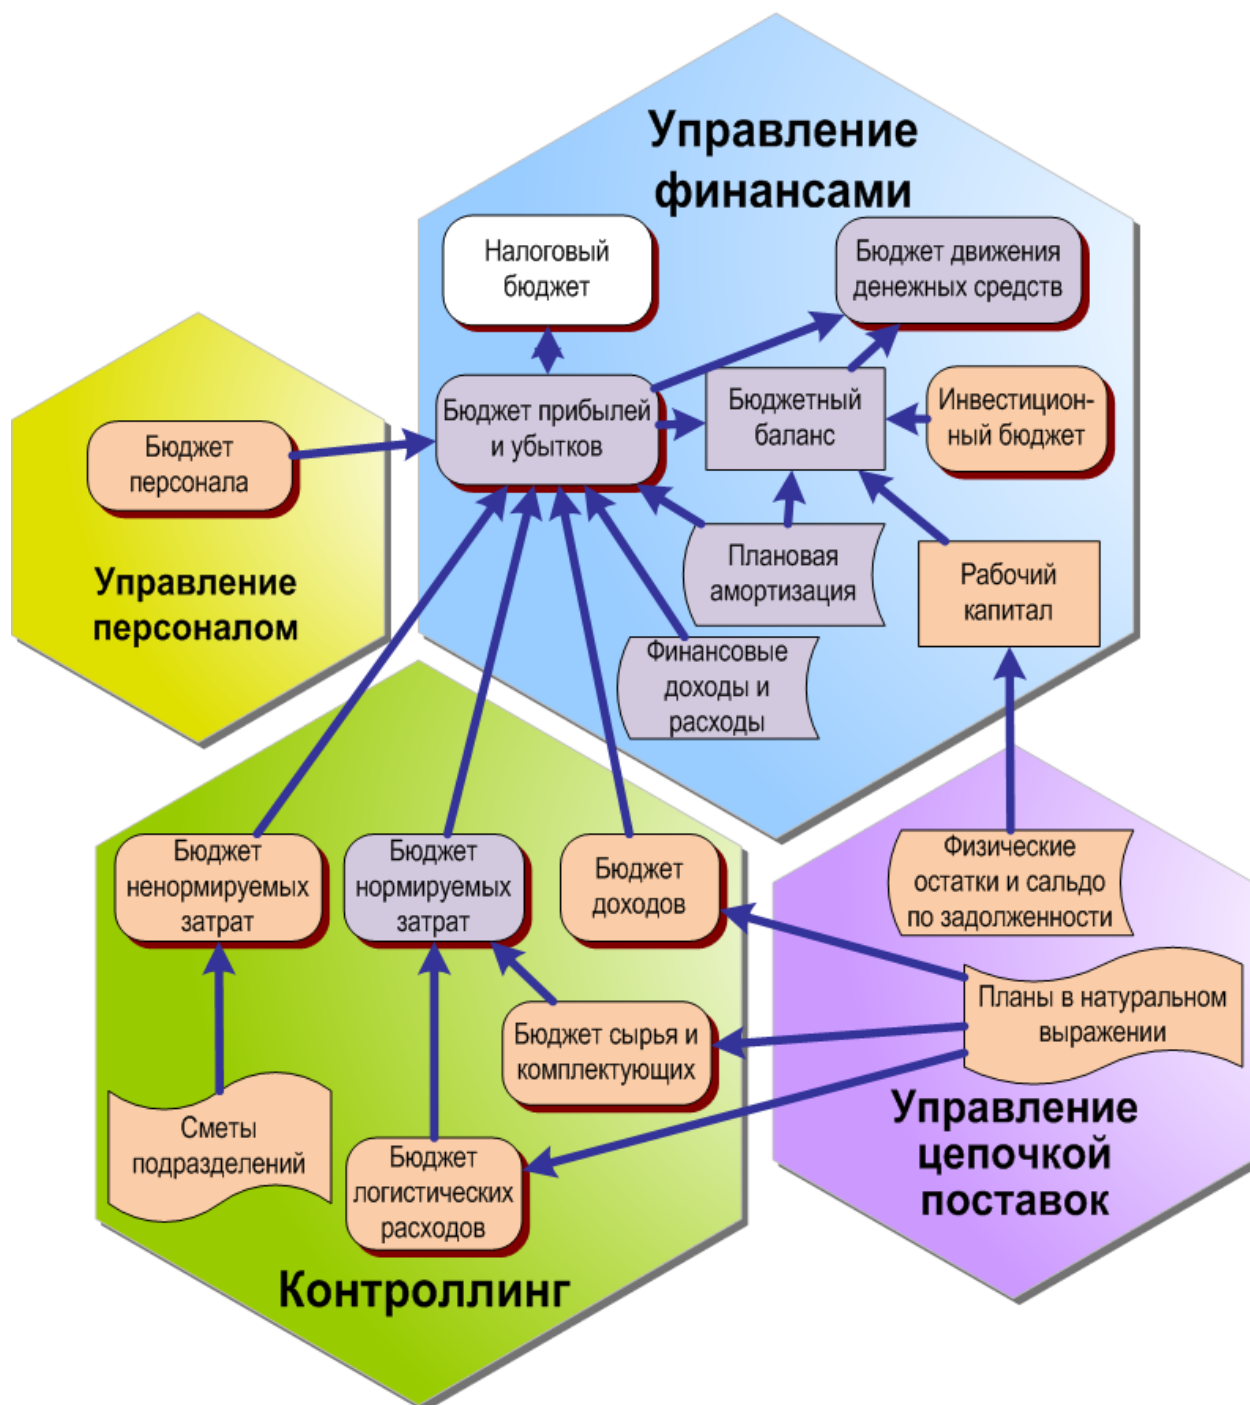 Управление
финансами
Налоговый
бюджет
Бюджет движения
денежных средств
Бюджет прибылей
и убытков
Бюджетный
баланс
Инвестицион-
ный бюджет
Бюджет
персонала
Управление
персоналом
Плановая
амортизация
Рабочий
капитал
Финансовые
доходы и
расходы
Бюджет
ненормируемых
затрат
Бюджет
нормируемых
затрат
Бюджет
доходов
Физические
остатки и сальдо
по задолженности
Планы в натуральном
выражении
Бюджет сырья и
комплектующих
Сметы
подразделений
Бюджет
логистических
расходов
Управление
цепочкой
поставок
Контроллинг